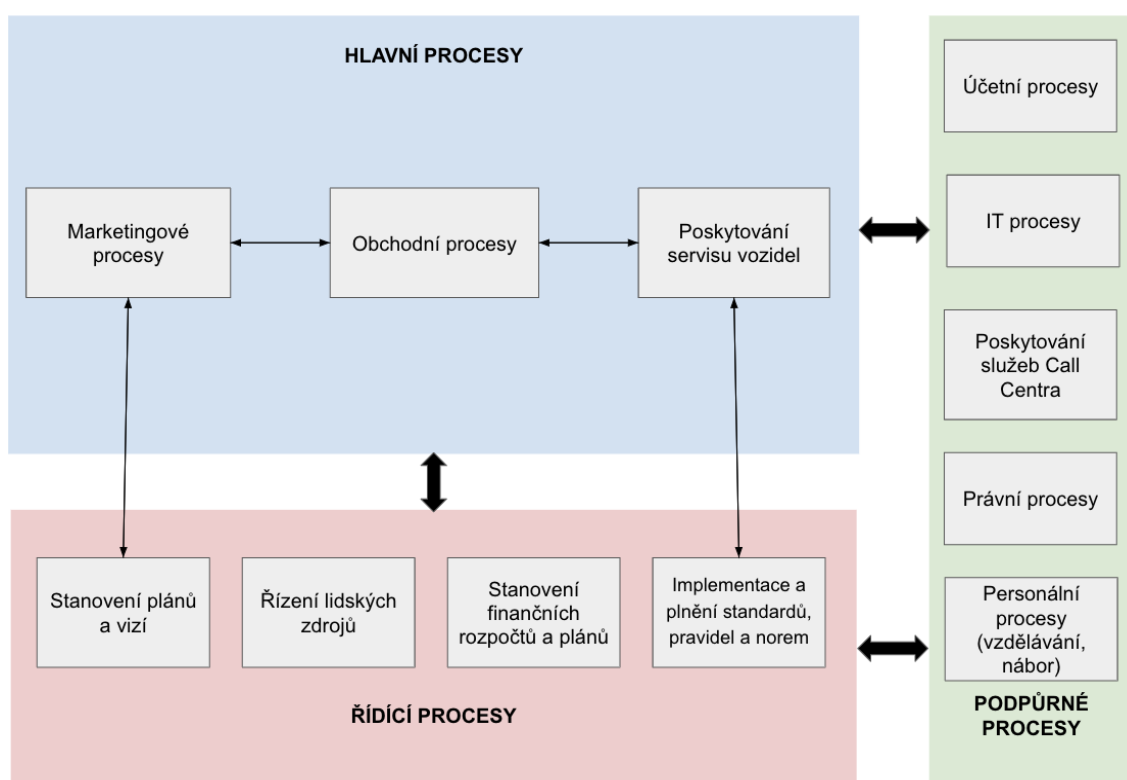 HLAVNÍ PROCESY
Marketingové
procesy
Obchodní procesy
Poskytování
servisu vozidel
Stanovení plánů
a vizí
Řízení lidských
zdrojů
Stanovení
finančních
rozpočtů a plánů
Implementace a
plnění standardů,
pravidel a norem
ŘÍDÍCÍ PROCESY
Účetní procesy
IT procesy
Poskytování
služeb Call
Centra
Právní procesy
Personální
procesy
(vzdělávání,
nábor)
PODPŮRNÉ
PROCESY